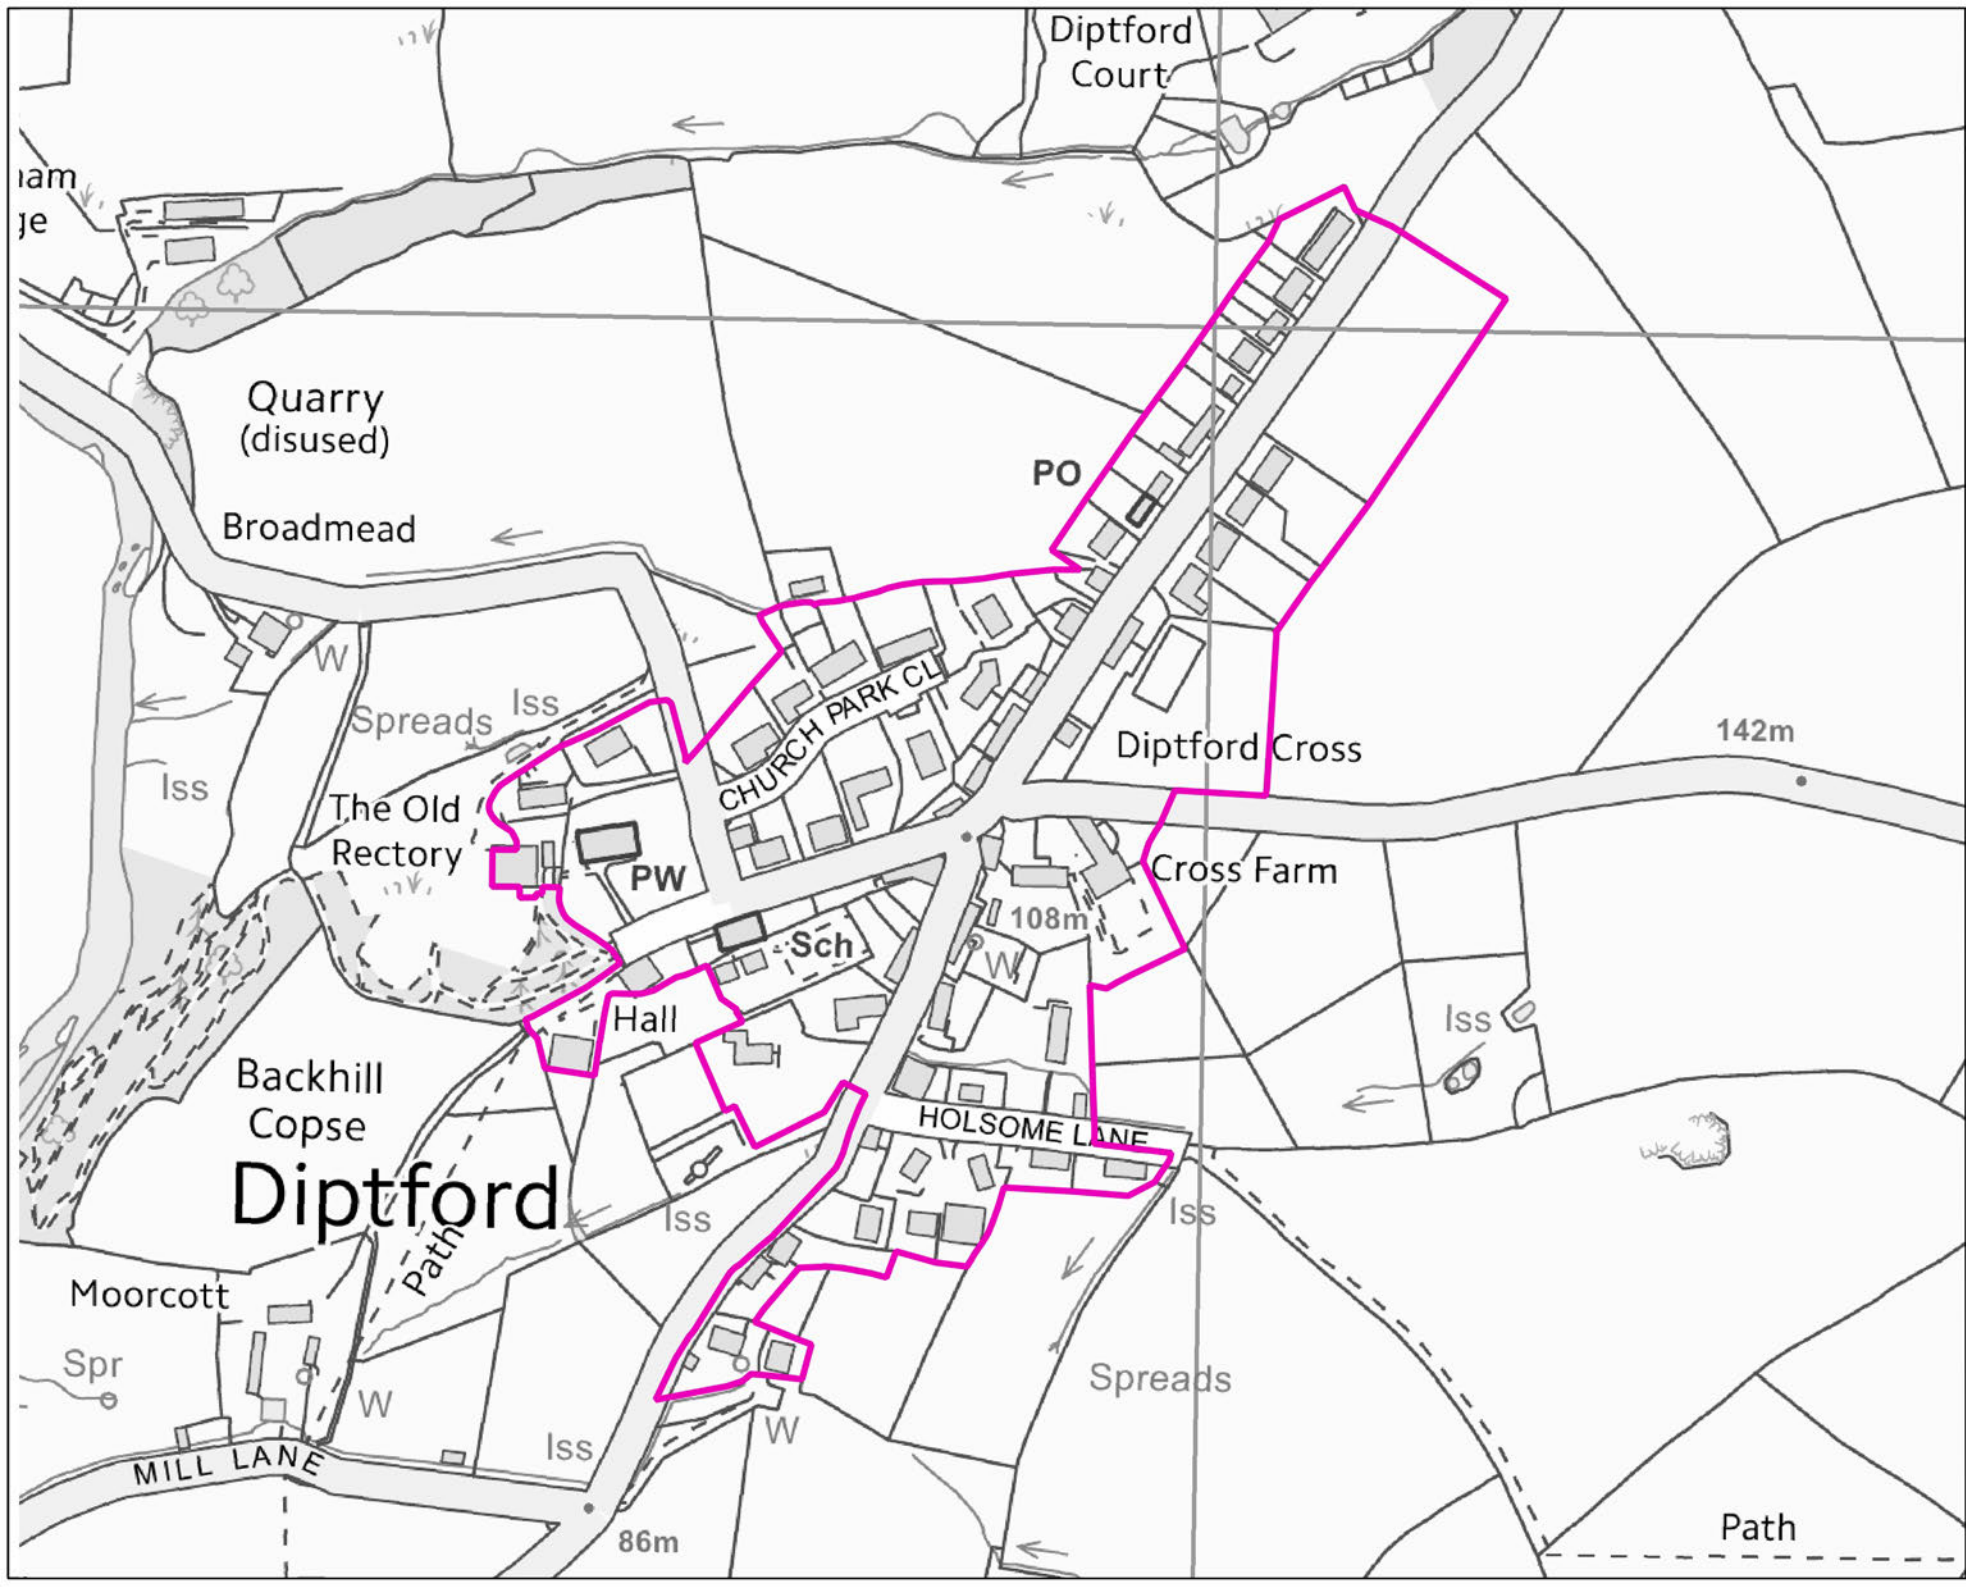 Diptford
Court
Quarry
(disused)
PO
Broadmead
W
Iss
Spreads
CHURCH PARK CL
142m
Diptford Cross
Iss
The Old
Rectory
PW
Cross Farm
108m
Sch
W
Hall
Iss
Backhill
Copse
HOLSOME LANE
Diptford
Iss
Iss
Path
Moorcott
Spr
W
Spreads
W
Iss
MILL LANE
86m
Path